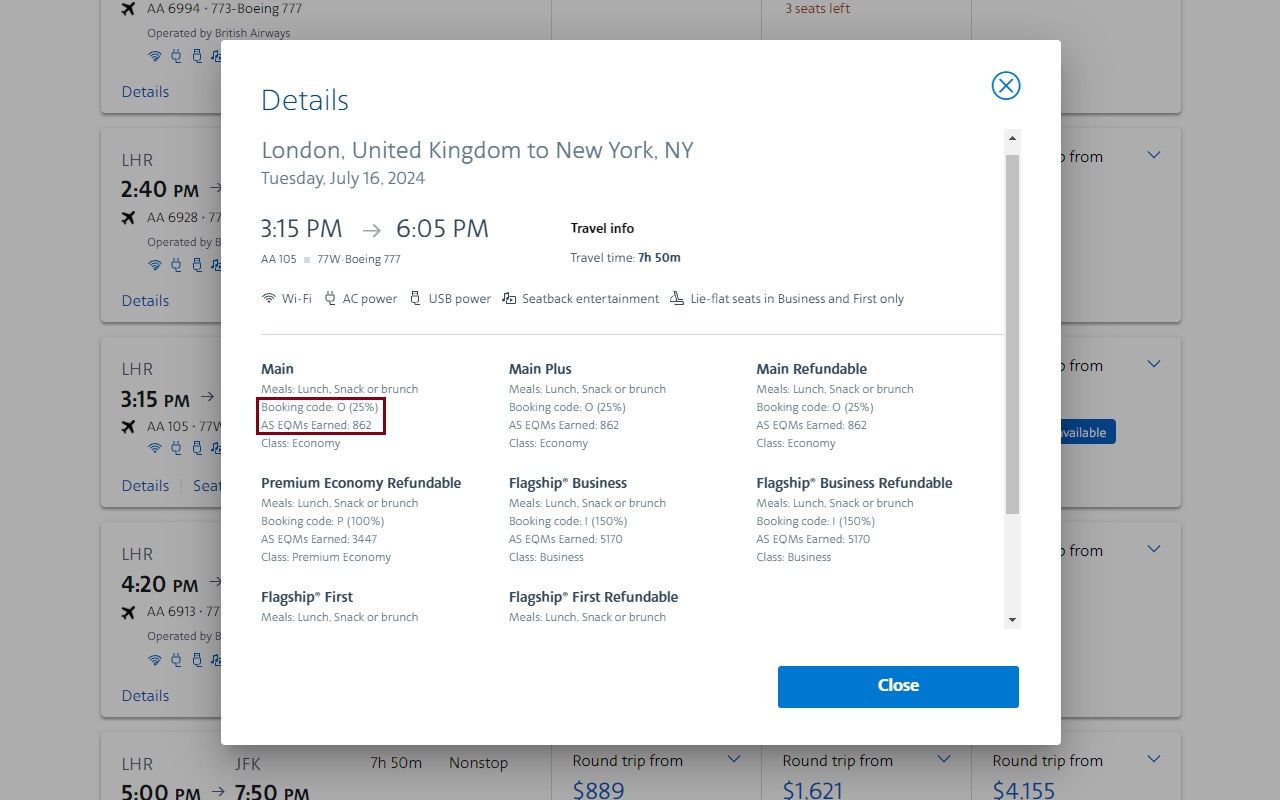 AA 6994 · 773-Boeing 777
3 seats left
Operated by British Airways
Details
Details
London, United Kingdom to New York, NY
Tuesday, July 16, 2024
3:15 PM → 6:05 PM
Travel info
AA 105 ■ 77W-Boeing 777
Travel time: 7h 50m
Wi-Fi AC power USB power Seatback entertainment Lie-flat seats in Business and First only
Main
Meals: Lunch, Snack or brunch
Booking code: O (25%)
AS EQMs Earned: 862
Class: Economy
Main Plus
Meals: Lunch, Snack or brunch
Booking code: O (25%)
AS EQMs Earned: 862
Class: Economy
Main Refundable
Meals: Lunch, Snack or brunch
Booking code: O (25%)
AS EQMs Earned: 862
Class: Economy
Premium Economy Refundable
Meals: Lunch, Snack or brunch
Booking code: P (100%)
AS EQMs Earned: 3447
Class: Premium Economy
Flagship® Business
Meals: Lunch, Snack or brunch
Booking code: I (150%)
AS EQMs Earned: 5170
Class: Business
Flagship® Business Refundable
Meals: Lunch, Snack or brunch
Booking code: I (150%)
AS EQMs Earned: 5170
Class: Business
Flagship® First
Meals: Lunch, Snack or brunch
Flagship® First Refundable
Meals: Lunch, Snack or brunch
Close
LHR
2:40 PM →
AA 6928 · 77
Operated by B
Details
from
LHR
3:15 PM →
AA 105 · 77W
Details
Seat
from
available
LHR
4:20 PM →
AA 6913 · 77
Operated by B
Details
from
LHR JFK 7h 50m Nonstop
5:00 PM → 7:50 PM
Round trip from
$889
Round trip from
$1,621
Round trip from
$4,155